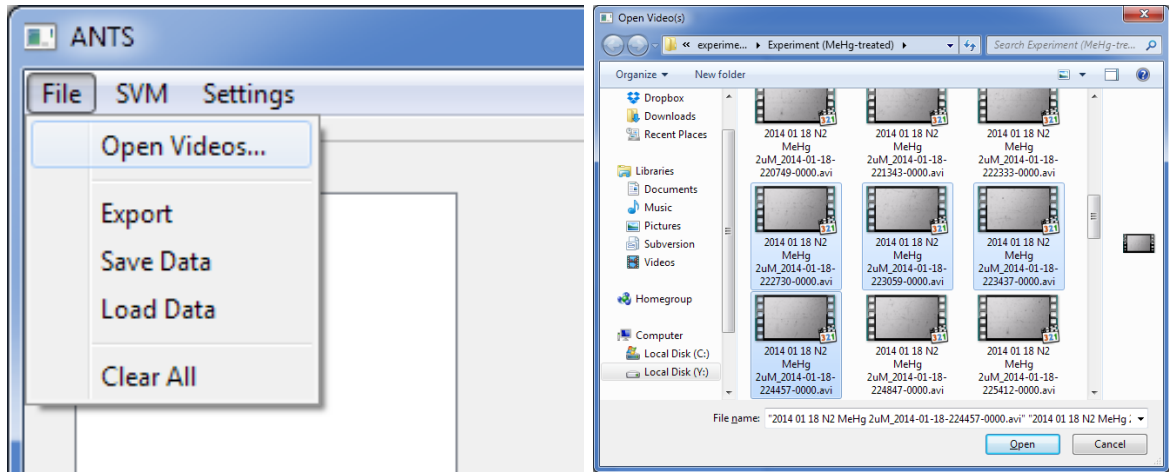 ANTS
File SVM Settings
Open Videos...
Export
Save Data
Load Data
Clear All
Open Video(s)
« experime... Experiment (MeHg-treated)
Search Experiment (MeHg-tre...
Organize New folder
Dropbox
Downloads
Recent Places
Libraries
Documents
Music
Pictures
Subversion
Videos
Homegroup
Computer
Local Disk (C:)
Local Disk (Y:)
2014 01 18 N2
MeHg
2uM_2014-01-18-
220749-0000.avi
2014 01 18 N2
MeHg
2uM_2014-01-18-
221343-0000.avi
2014 01 18 N2
MeHg
2uM_2014-01-18-
222333-0000.avi
2014 01 18 N2
MeHg
2uM_2014-01-18-
222730-0000.avi
2014 01 18 N2
MeHg
2uM_2014-01-18-
223059-0000.avi
2014 01 18 N2
MeHg
2uM_2014-01-18-
223437-0000.avi
2014 01 18 N2
MeHg
2uM_2014-01-18-
224457-0000.avi
2014 01 18 N2
MeHg
2uM_2014-01-18-
224847-0000.avi
2014 01 18 N2
MeHg
2uM_2014-01-18-
225412-0000.avi
File name: "2014 01 18 N2 MeHg 2uM_2014-01-18-224457-0000.avi" "2014 01 18 N2 MeHg
Open Cancel